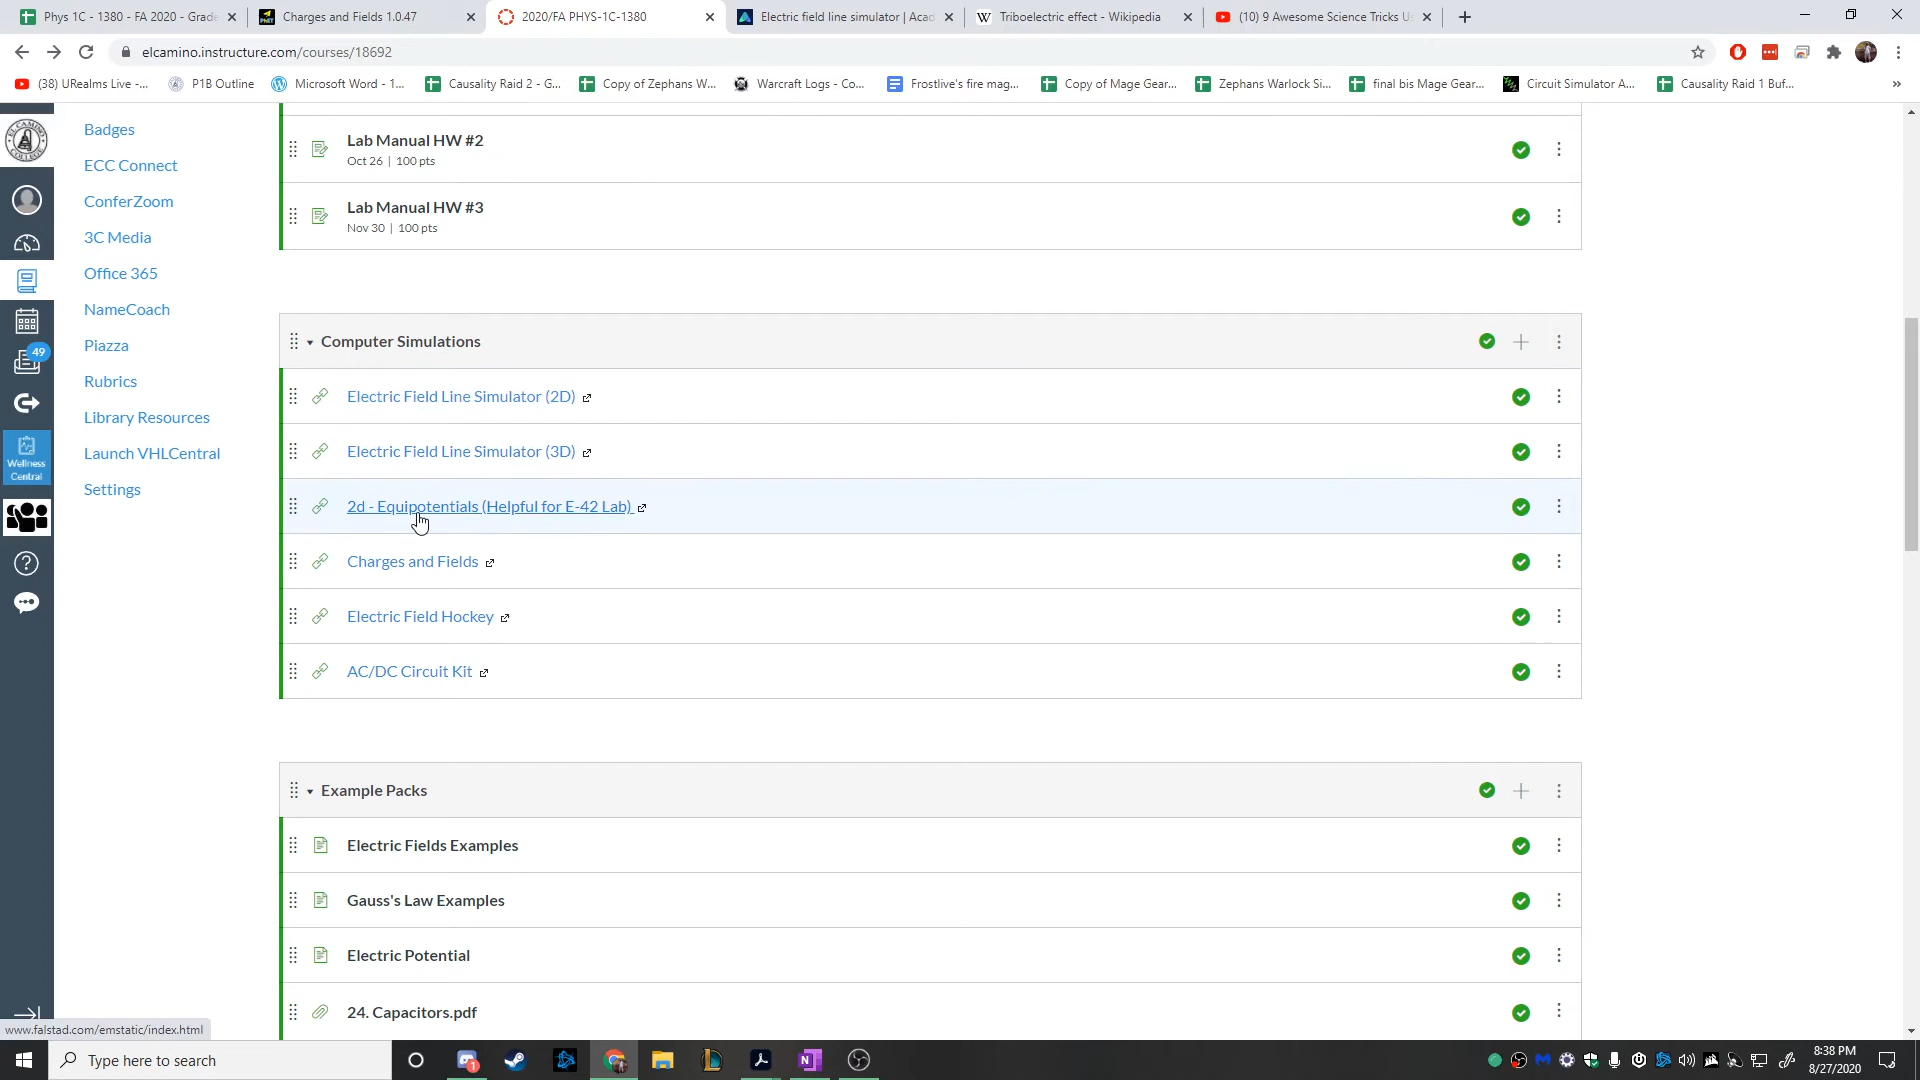 Phys 1C - 1380 - FA 2020 - Grade
Charges and Fields 1.0.47
2020/FA PHYS-1C-1380
Electric field line simulator | Acad
Triboelectric effect - Wikipedia
(10) 9 Awesome Science Tricks U
elcamino.instructure.com/courses/18692
(38) URealms Live -...
P1B Outline
Microsoft Word - 1...
Causality Raid 2 - G...
Copy of Zephans W...
Warcraft Logs - Co...
Frostlive's fire mag...
Copy of Mage Gear...
Zephans Warlock Si...
final bis Mage Gear...
Circuit Simulator A...
Causality Raid 1 Buf...
»
EL CAMINO COLLEGE
49
Wellness
Central
Badges
ECC Connect
ConferZoom
3C Media
Office 365
NameCoach
Piazza
Rubrics
Library Resources
Launch VHLCentral
Settings
Lab Manual HW #2
Oct 26 | 100 pts
Lab Manual HW #3
Nov 30 | 100 pts
Computer Simulations
Electric Field Line Simulator (2D)
Electric Field Line Simulator (3D)
2d - Equipotentials (Helpful for E-42 Lab)
Charges and Fields
Electric Field Hockey
AC/DC Circuit Kit
Example Packs
Electric Fields Examples
Gauss's Law Examples
Electric Potential
24. Capacitors.pdf
www.falstad.com/emstatic/index.html
Type here to search
8:38 PM
8/27/2020